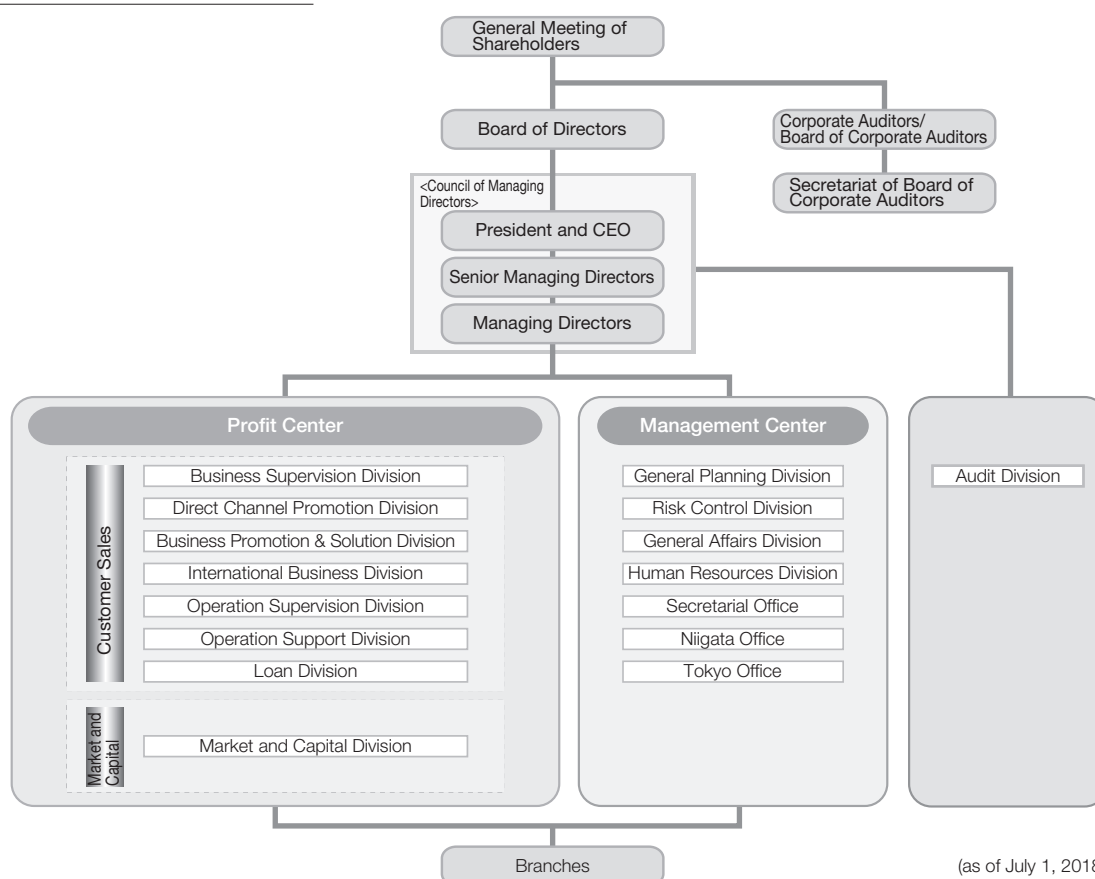 General Meeting of
Shareholders
Board of Directors
Corporate Auditors/
Board of Corporate Auditors
Secretariat of Board of
Corporate Auditors
<Council of Managing
Directors>
President and CEO
Senior Managing Directors
Managing Directors
Profit Center
Customer Sales
Business Supervision Division
Direct Channel Promotion Division
Business Promotion & Solution Division
International Business Division
Operation Supervision Division
Operation Support Division
Loan Division
Market and
Capital
Market and Capital Division
Management Center
General Planning Division
Risk Control Division
General Affairs Division
Human Resources Division
Secretarial Office
Niigata Office
Tokyo Office
Audit Division
Branches
(as of July 1, 2018